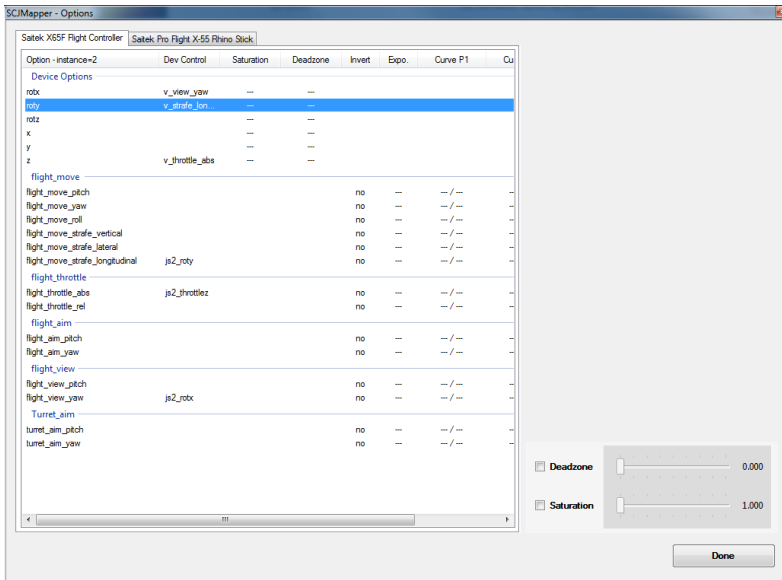 SCJMapper - Options
Saitek X65F Flight Controller Saitek Pro Flight X-55 Rhino Stick
Option - instance=2 Dev Control Saturation Deadzone Invert Expo. Curve P1 Cu
Device Options
rotx v_view_yaw --- ---
roty v_strafe_lon... --- ---
rotz --- ---
x --- ---
y --- ---
z v_throttle_abs --- ---
flight_move
flight_move_pitch no --- --- / --- --
flight_move_yaw no --- --- / --- --
flight_move_roll no --- --- / --- --
flight_move_strafe_vertical no --- --- / --- --
flight_move_strafe_lateral no --- --- / --- --
flight_move_strafe_longitudinal js2_roty no --- --- / --- --
flight_throttle
flight_throttle_abs js2_throttlez no --- --- / --- --
flight_throttle_rel no --- --- / --- --
flight_aim
flight_aim_pitch no --- --- / --- --
flight_aim_yaw no --- --- / --- --
flight_view
flight_view_pitch no --- --- / --- --
flight_view_yaw js2_rotx no --- --- / --- --
Turret_aim
turret_aim_pitch no --- --- / --- --
turret_aim_yaw no --- --- / --- --
Deadzone 0.000
Saturation 1.000
Done